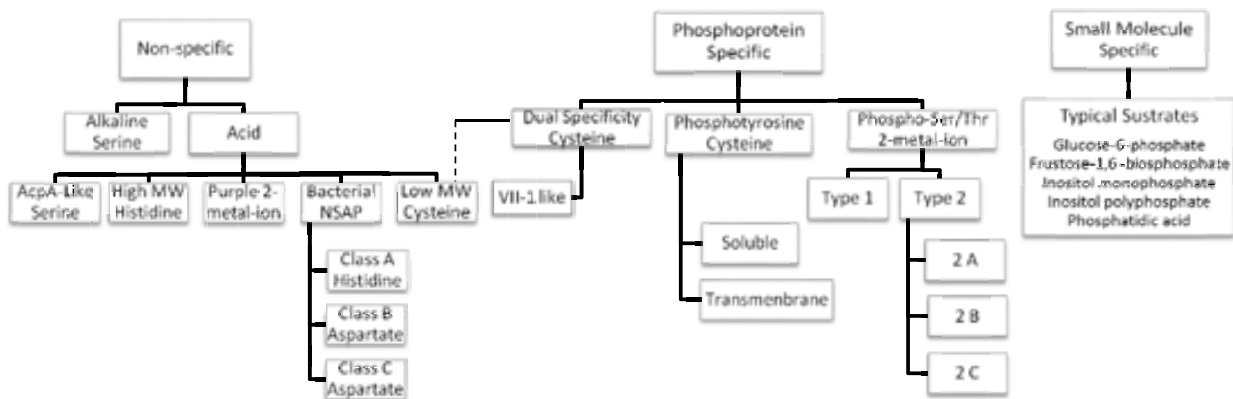 Non-specific
Alkaline
Serine
Acid
AcpA-Like
Serine
High MW
Histidine
Purple 2-
metal-ion
Bacterial
NSAP
Low MW
Cysteine
Class A
Histidine
Class B
Aspartate
Class C
Aspartate
Phosphoprotein
Specific
Dual Specificity
Cysteine
Phosphotyrosine
Cysteine
Phospho-Ser/Thr
2-metal-ion
VII-1 like
Soluble
Transmenbrane
Type 1
Type 2
2 A
2 B
2 C
Small Molecule
Specific
Typical Sustrates
Glucose-6-phosphate
Frustose-1,6-biosphosphate
Inositol monophosphate
Inositol polyphosphate
Phosphatidic acid